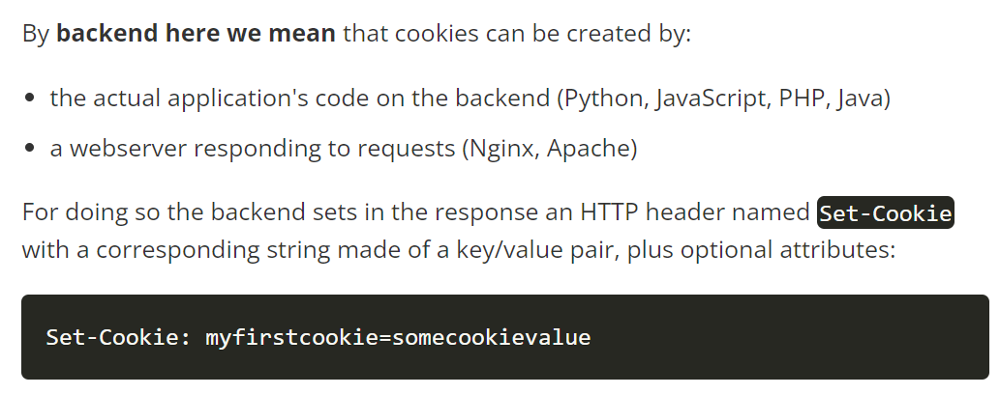 By backend here we mean that cookies can be created by:
• the actual application's code on the backend (Python, JavaScript, PHP, Java)
• a webserver responding to requests (Nginx, Apache)
For doing so the backend sets in the response an HTTP header named Set-Cookie
with a corresponding string made of a key/value pair, plus optional attributes:
Set-Cookie: myfirstcookie=somecookievalue